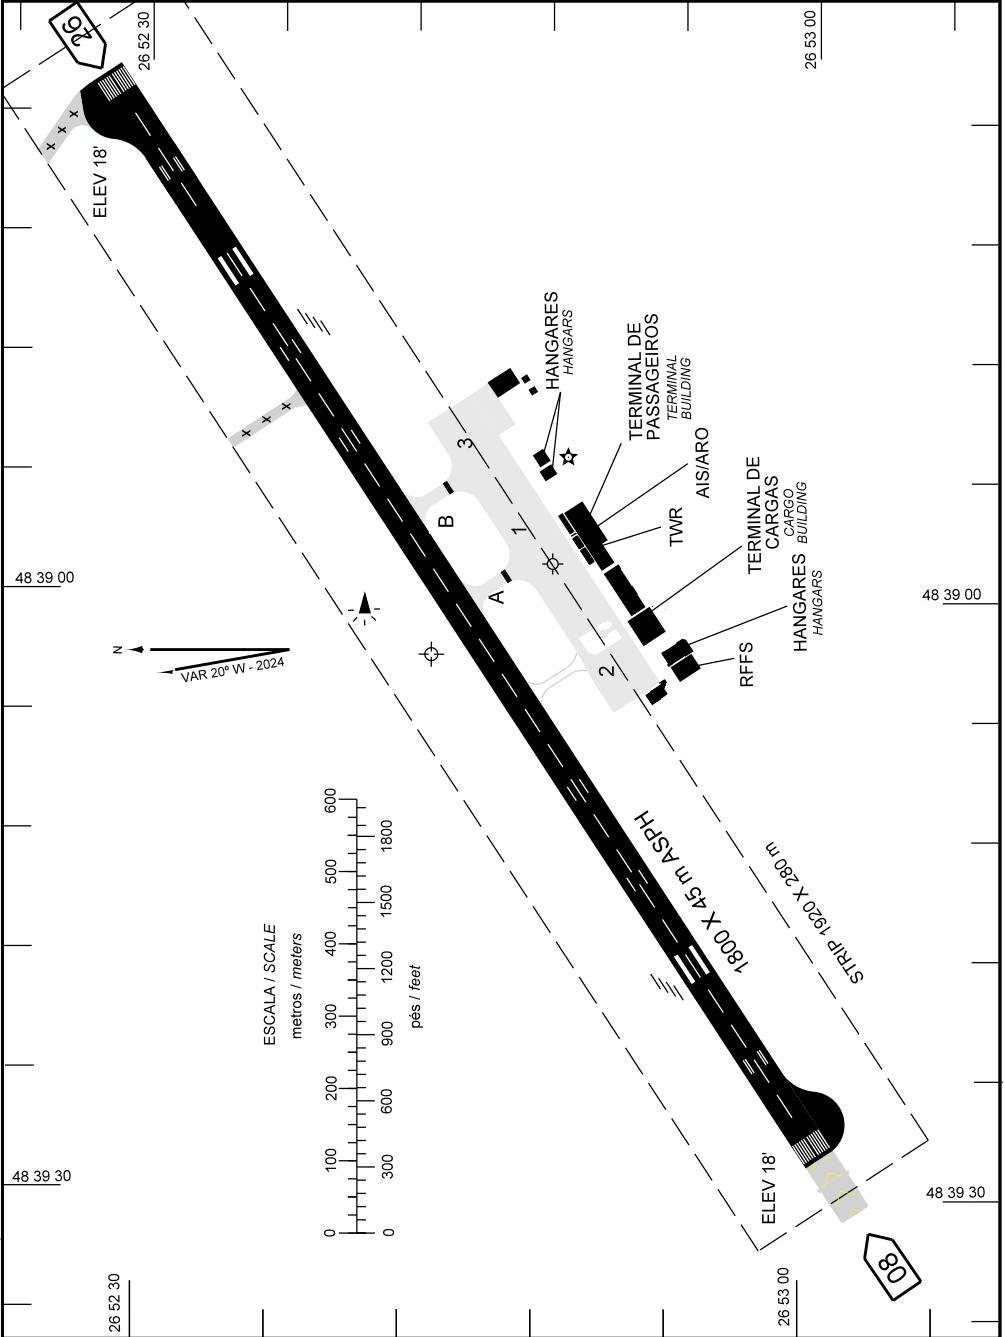 26
26 52 30
26 53 00
ELEV 18'
HANGARES
HANGARS
TERMINAL DE
PASSAGEIROS
TERMINAL
BUILDING
3
AIS/ARO
B
1
TWR
TERMINAL DE
CARGAS
CARGO
BUILDING
A
48 39 00
48 39 00
HANGARES
HANGARS
N
VAR 20º W - 2024
2
RFFS
1800 X 45 m ASPH
STRIP 1920 X 280 m
ESCALA / SCALE
metros / meters
0 100 200 300 400 500 600
0 300 600 900 1200 1500 1800
pés / feet
x x x
x x x
48 39 30
48 39 30
ELEV 18'
08
26 52 30
26 53 00